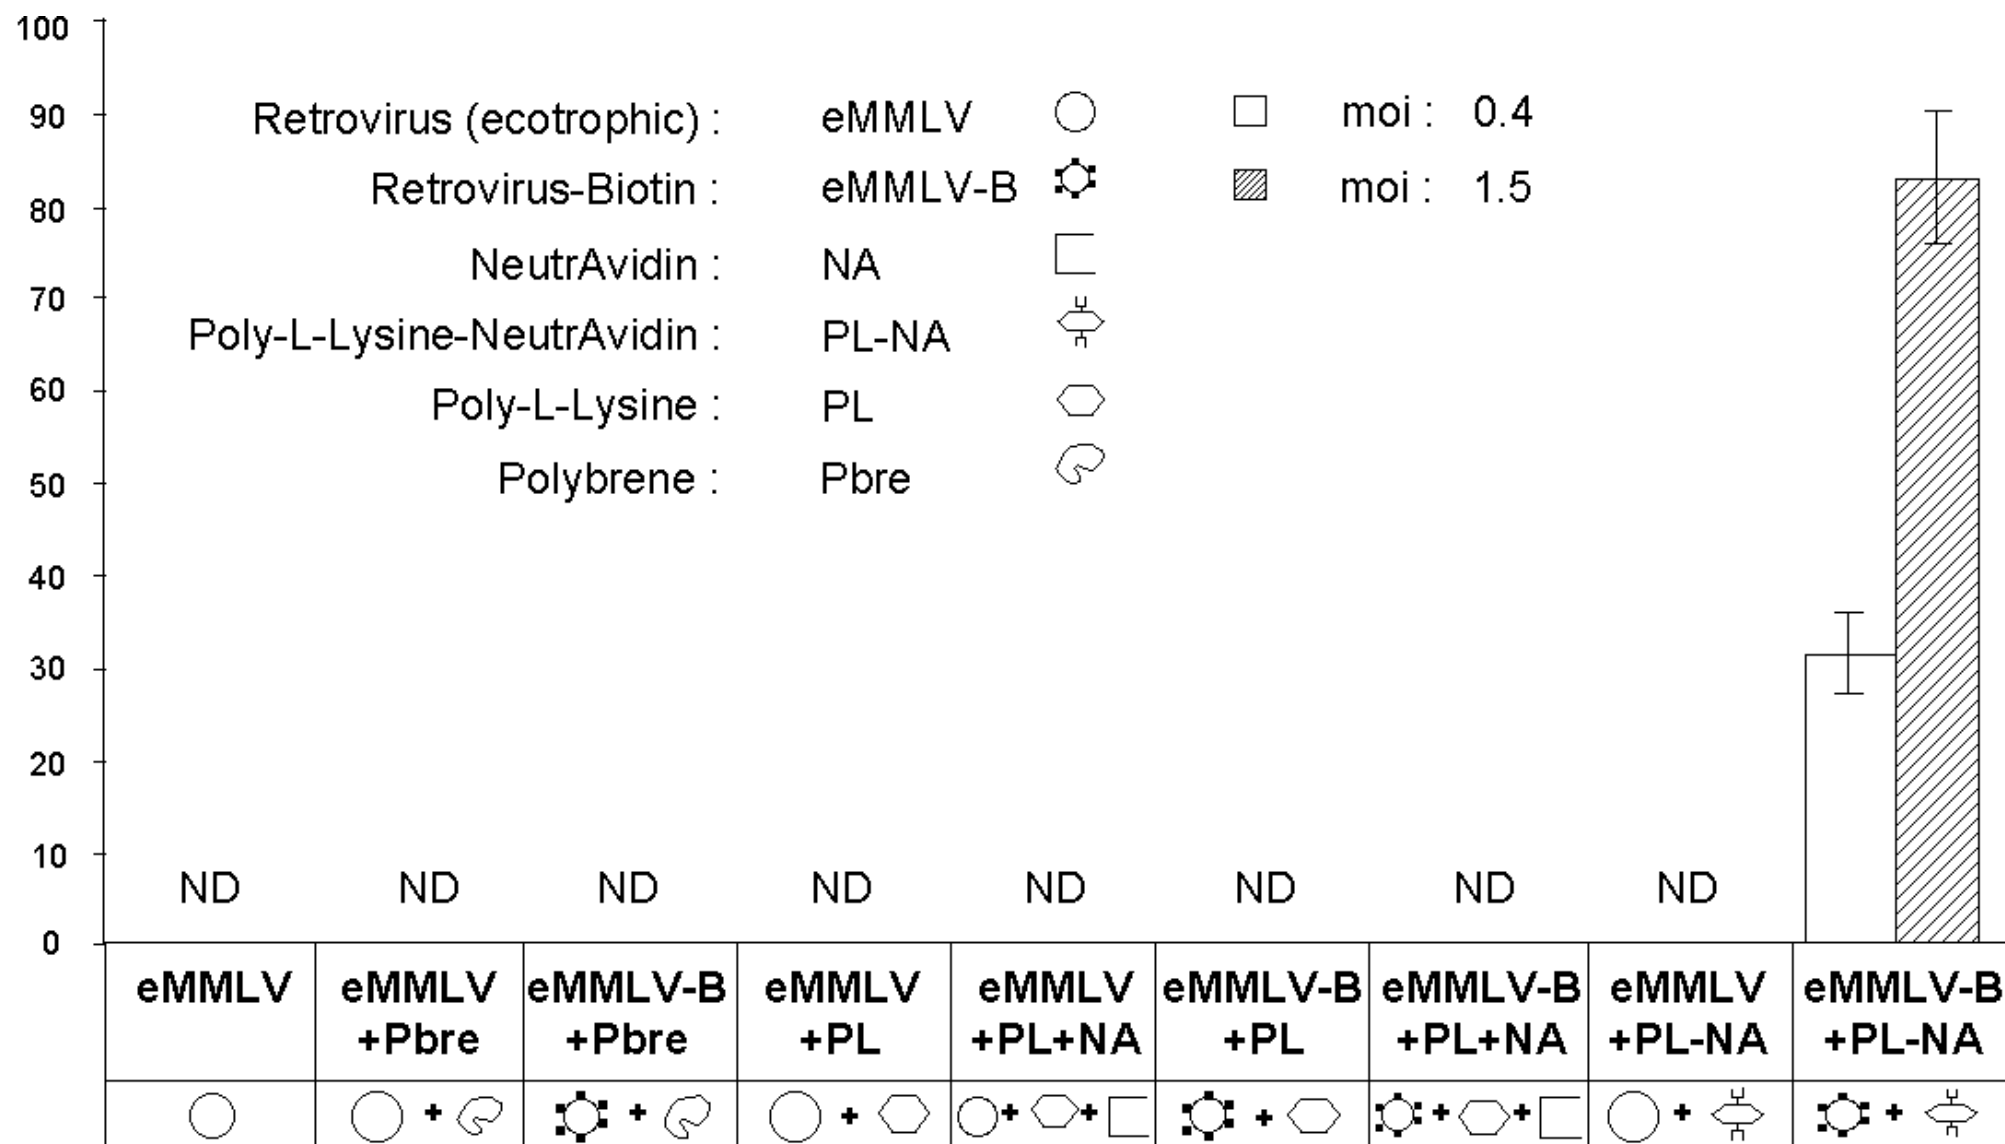 100
90
80
70
60
50
40
30
20
10
0
Retrovirus (ecotrophic) : eMMLV
Retrovirus-Biotin : eMMLV-B
NeutrAvidin : NA
Poly-L-Lysine-NeutrAvidin : PL-NA
Poly-L-Lysine : PL
Polybrene : Pbre
moi : 0.4
moi : 1.5
ND ND ND ND ND ND ND ND
eMMLV
eMMLV
+Pbre
eMMLV-B
+Pbre
eMMLV
+PL
eMMLV
+PL+NA
eMMLV-B
+PL
eMMLV-B
+PL+NA
eMMLV
+PL-NA
eMMLV-B
+PL-NA
+ + + + + + + + + +